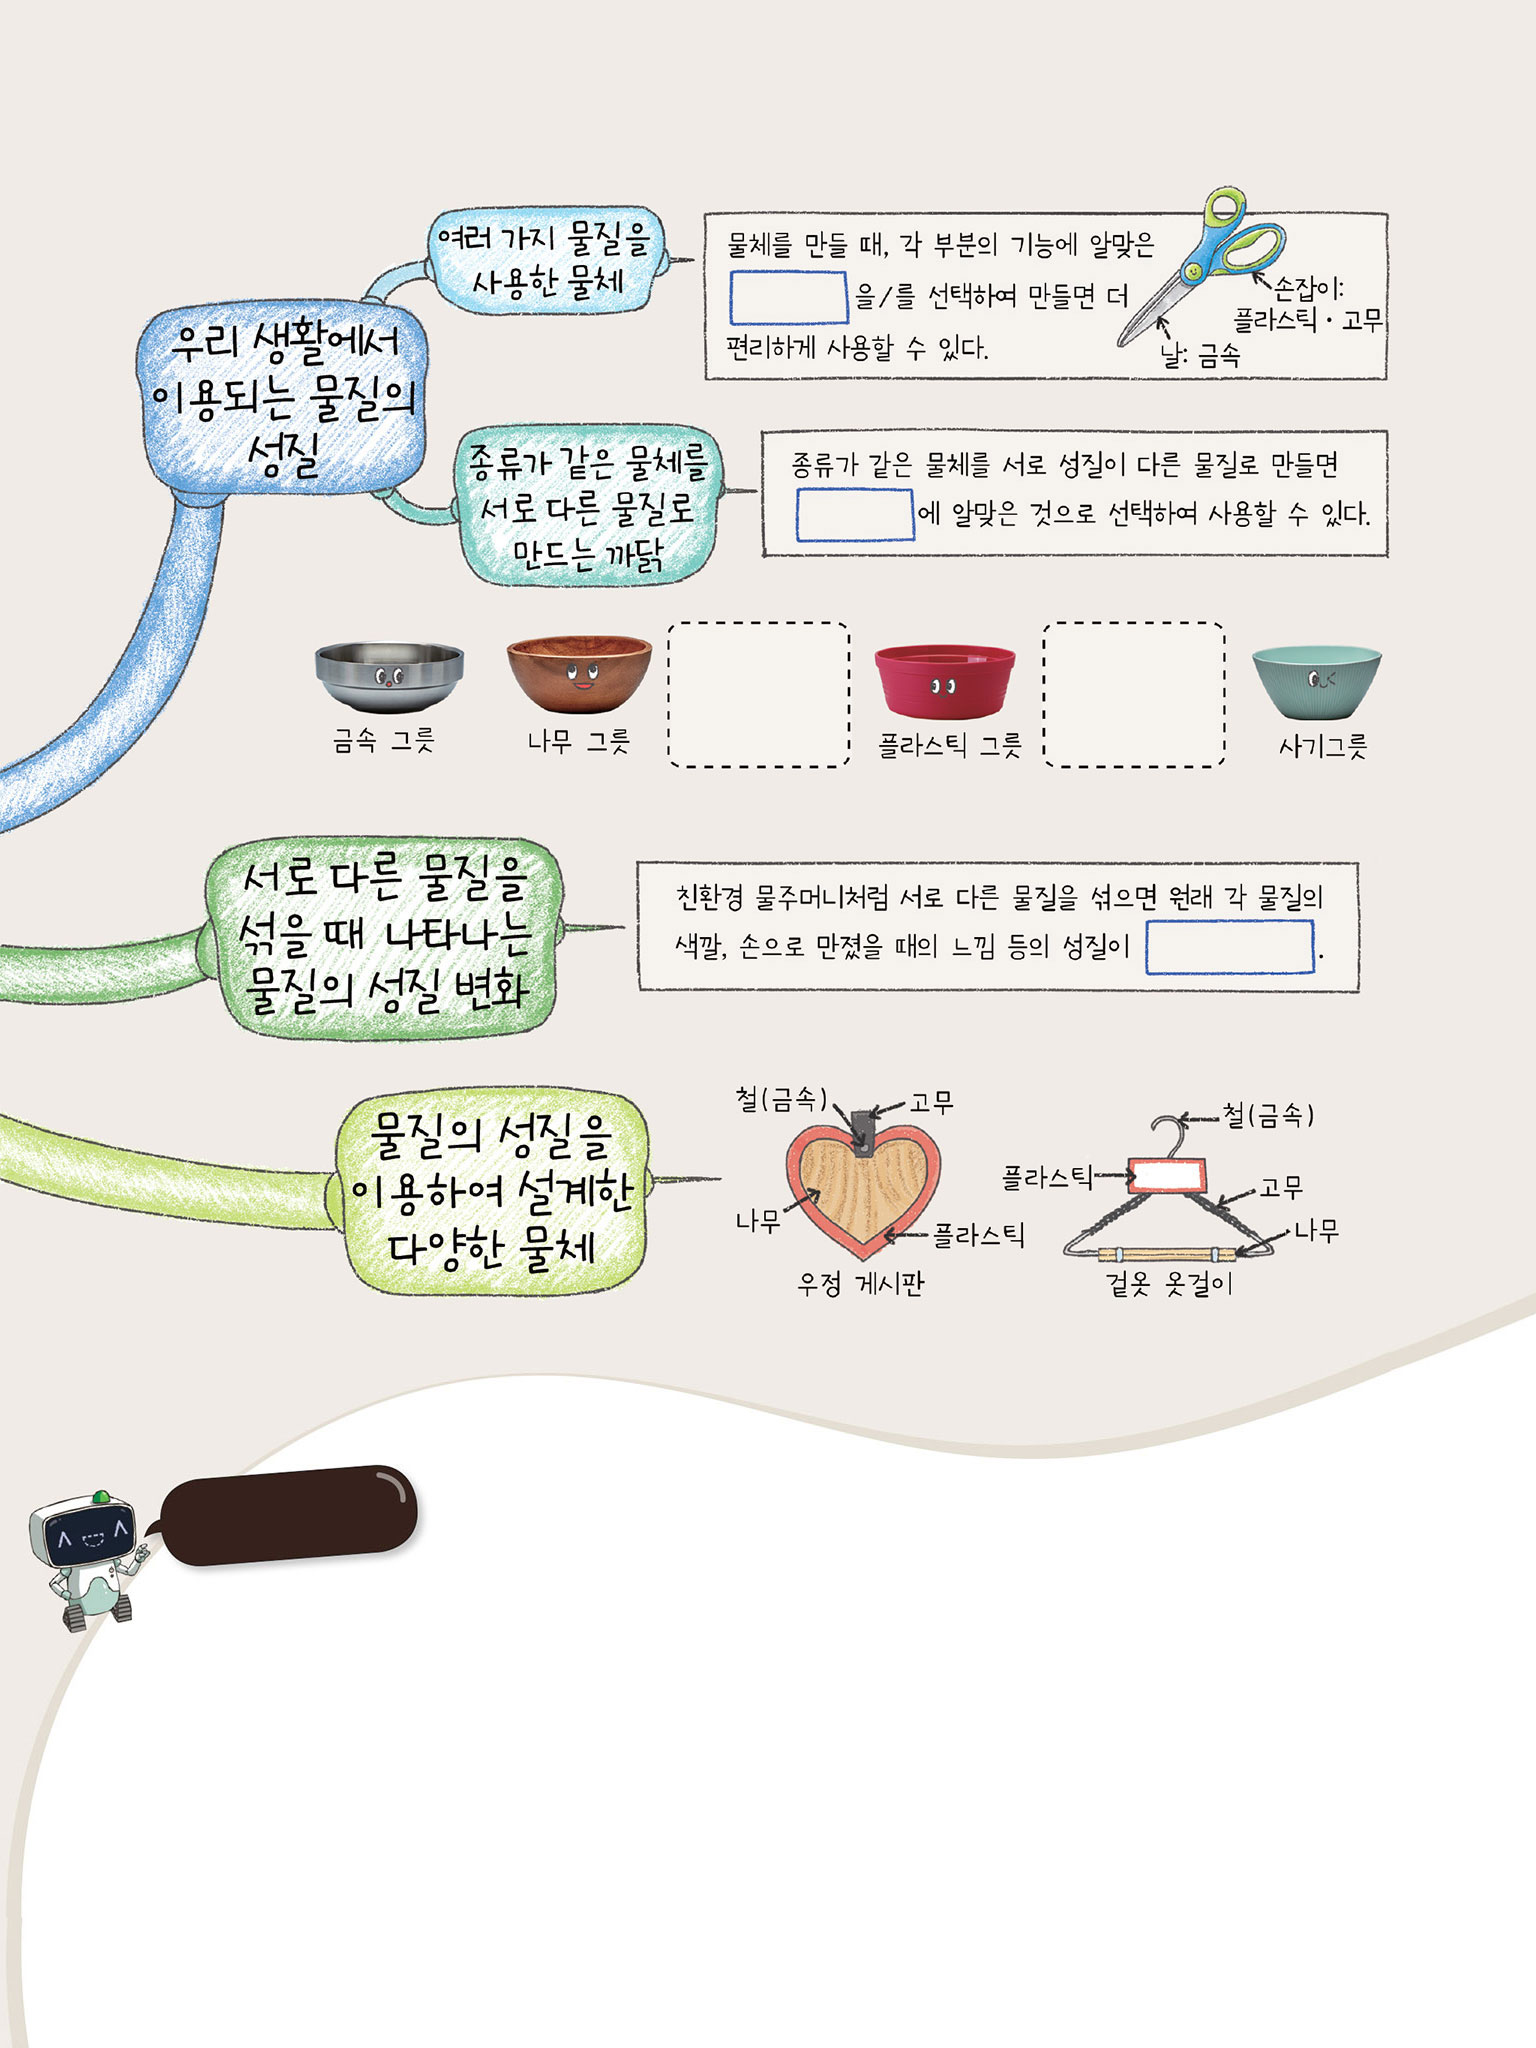 우리 생활에서
이용되는 물질의
성질
여러 가지 물질을
사용한 물체
물체를 만들 때, 각 부분의 기능에 알맞은
을/를 선택하여 만들면 더
편리하게 사용할 수 있다.
손잡이:
플라스틱·고무
날: 금속
종류가 같은 물체를
서로 다른 물질로
만드는 까닭
종류가 같은 물체를 서로 성질이 다른 물질로 만들면
에 알맞은 것으로 선택하여 사용할 수 있다.
금속 그릇
나무 그릇
플라스틱 그릇
사기그릇
서로 다른 물질을
섞을 때 나타나는
물질의 성질 변화
친환경 물주머니처럼 서로 다른 물질을 섞으면 원래 각 물질의
색깔, 손으로 만졌을 때의 느낌 등의 성질이 .
물질의 성질을
이용하여 설계한
다양한 물체
철(금속)
고무
나무
플라스틱
우정 게시판
철(금속)
플라스틱
고무
나무
겉옷 옷걸이